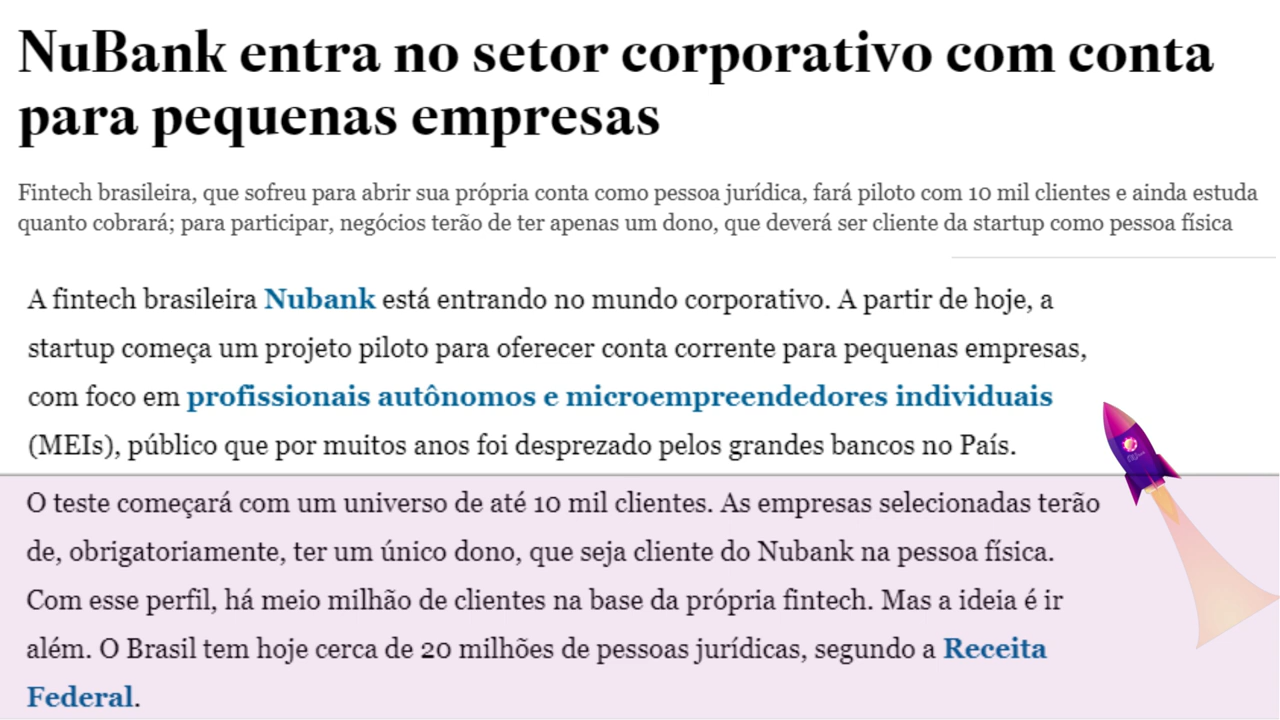 NuBank entra no setor corporativo com conta
para pequenas empresas
Fintech brasileira, que sofreu para abrir sua própria conta como pessoa jurídica, fará piloto com 10 mil clientes e ainda estuda
quanto cobrará; para participar, negócios terão de ter apenas um dono, que deverá ser cliente da startup como pessoa física
A fintech brasileira Nubank está entrando no mundo corporativo. A partir de hoje, a
startup começa um projeto piloto para oferecer conta corrente para pequenas empresas,
com foco em profissionais autônomos e microempreendedores individuais
(MEIs), público que por muitos anos foi desprezado pelos grandes bancos no País.
O teste começará com um universo de até 10 mil clientes. As empresas selecionadas terão
de, obrigatoriamente, ter um único dono, que seja cliente do Nubank na pessoa física.
Com esse perfil, há meio milhão de clientes na base da própria fintech. Mas a ideia é ir
além. O Brasil tem hoje cerca de 20 milhões de pessoas jurídicas, segundo a Receita
Federal.